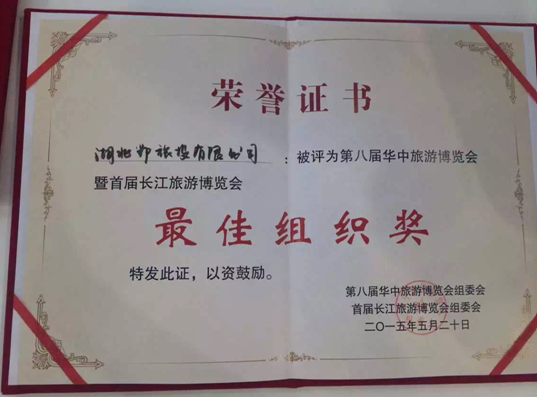 荣誉证书
湖北邮旅投有限公司：被评为第八届华中旅游博览会
暨首届长江旅游博览会
最佳组织奖
特发此证，以资鼓励。
第八届华中旅游博览会组委会
首届长江旅游博览会组委会
二〇一五年五月二十日